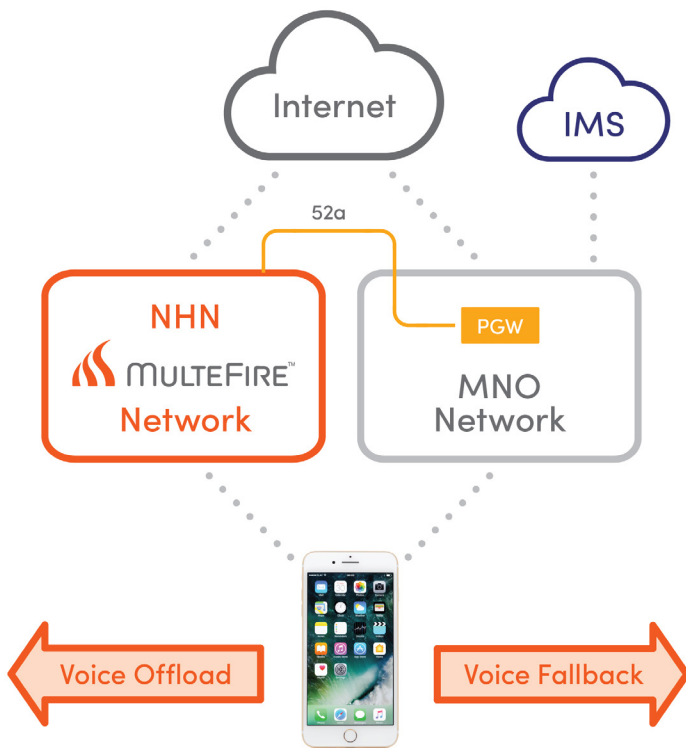 Internet
IMS
52a
NHN
MULTEFIRE™
Network
PGW
MNO
Network
Voice Offload
Voice Fallback